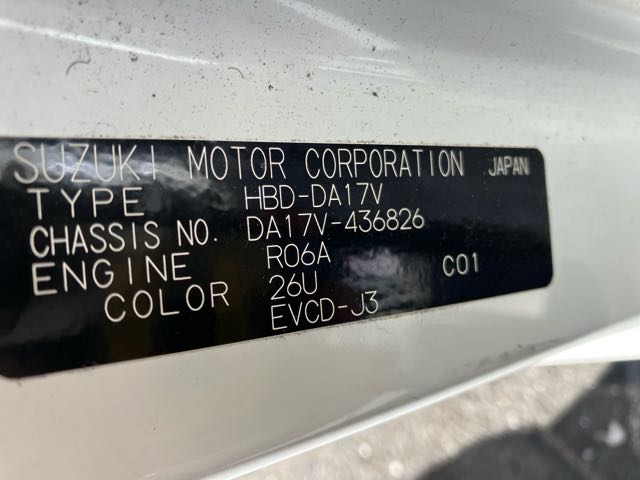 SUZUKI MOTOR CORPORATION JAPAN
TYPE HBD-DA17V
CHASSIS NO. DA17V-436826
ENGINE R06A C01
COLOR 26U
EVCD-J3